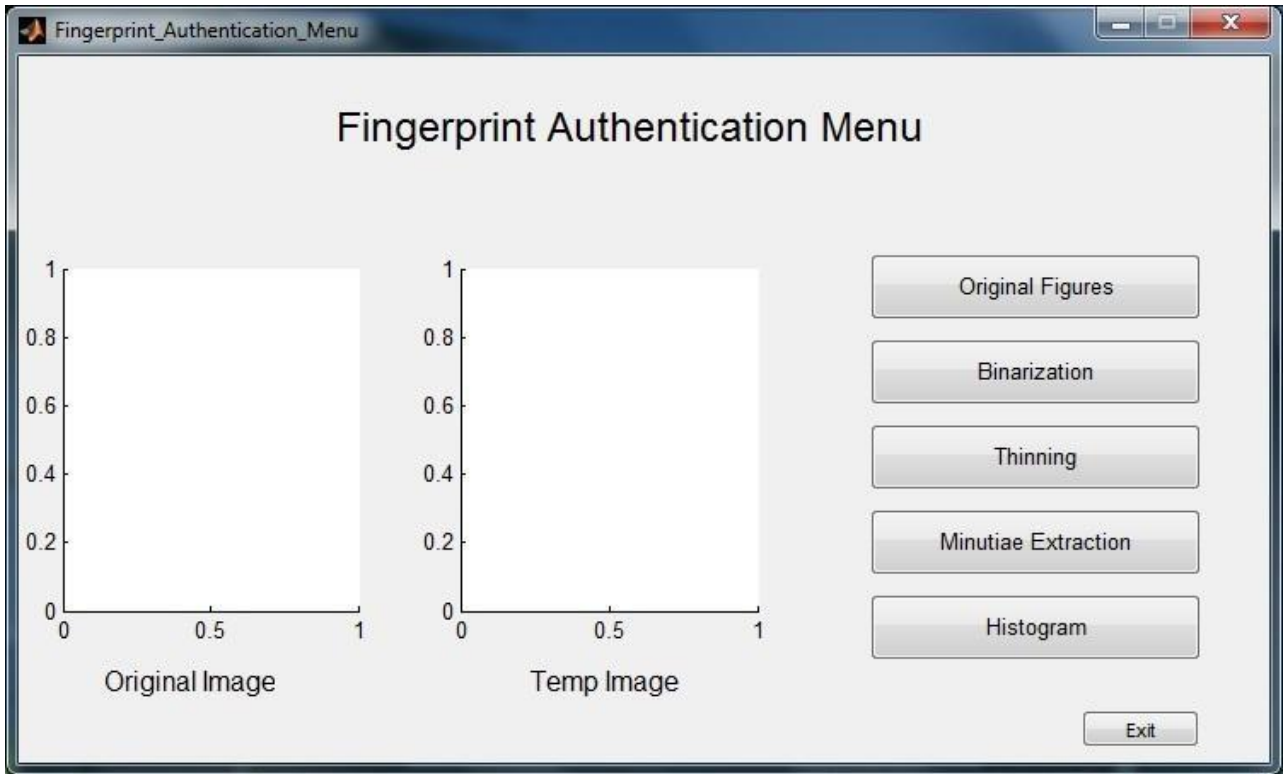 Fingerprint_Authentication_Menu
Fingerprint Authentication Menu
1
0.8
0.6
0.4
0.2
0
0 0.5 1
Original Image
1
0.8
0.6
0.4
0.2
0
0 0.5 1
Temp Image
Original Figures
Binarization
Thinning
Minutiae Extraction
Histogram
Exit